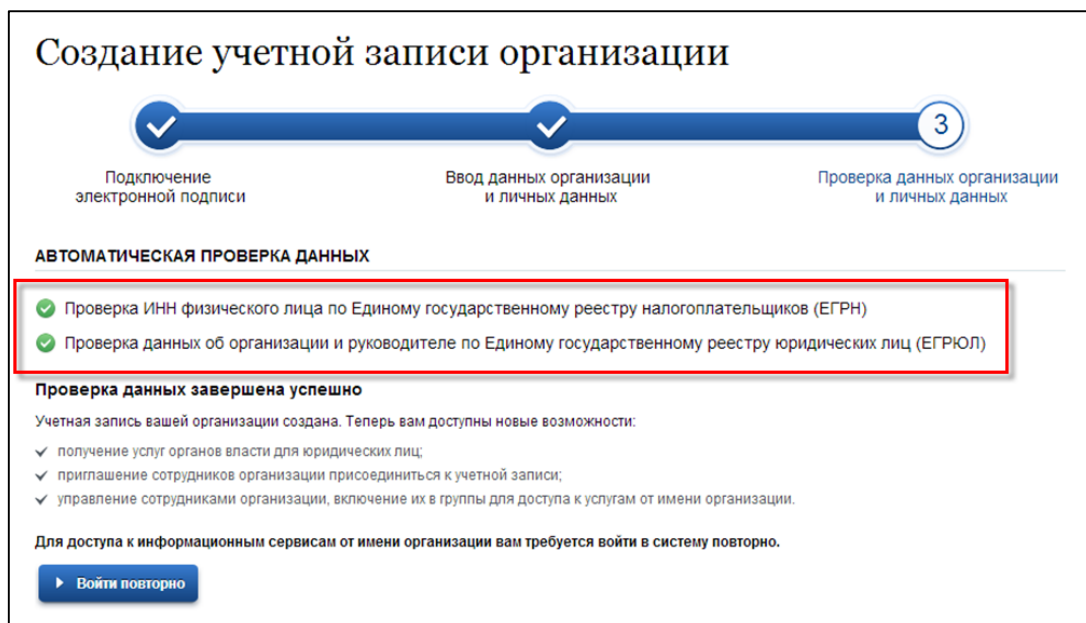 Создание учетной записи организации
3
Подключение
электронной подписи
Ввод данных организации
и личных данных
Проверка данных организации
и личных данных
АВТОМАТИЧЕСКАЯ ПРОВЕРКА ДАННЫХ
Проверка ИНН физического лица по Единому государственному реестру налогоплательщиков (ЕГРН)
Проверка данных об организации и руководителе по Единому государственному реестру юридических лиц (ЕГРЮЛ)
Проверка данных завершена успешно
Учетная запись вашей организации создана. Теперь вам доступны новые возможности:
получение услуг органов власти для юридических лиц;
приглашение сотрудников организации присоединиться к учетной записи;
управление сотрудниками организации, включение их в группы для доступа к услугам от имени организации.
Для доступа к информационным сервисам от имени организации вам требуется войти в систему повторно.
Войти повторно